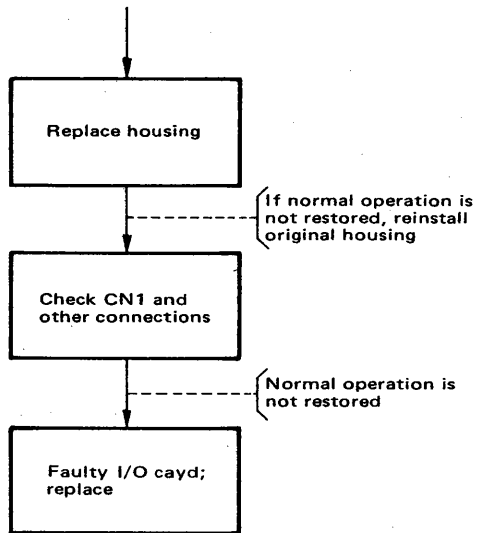 Replace housing
If normal operation is
not restored, reinstall
original housing
Check CN1 and
other connections
Normal operation is
not restored
Faulty I/O cayd;
replace